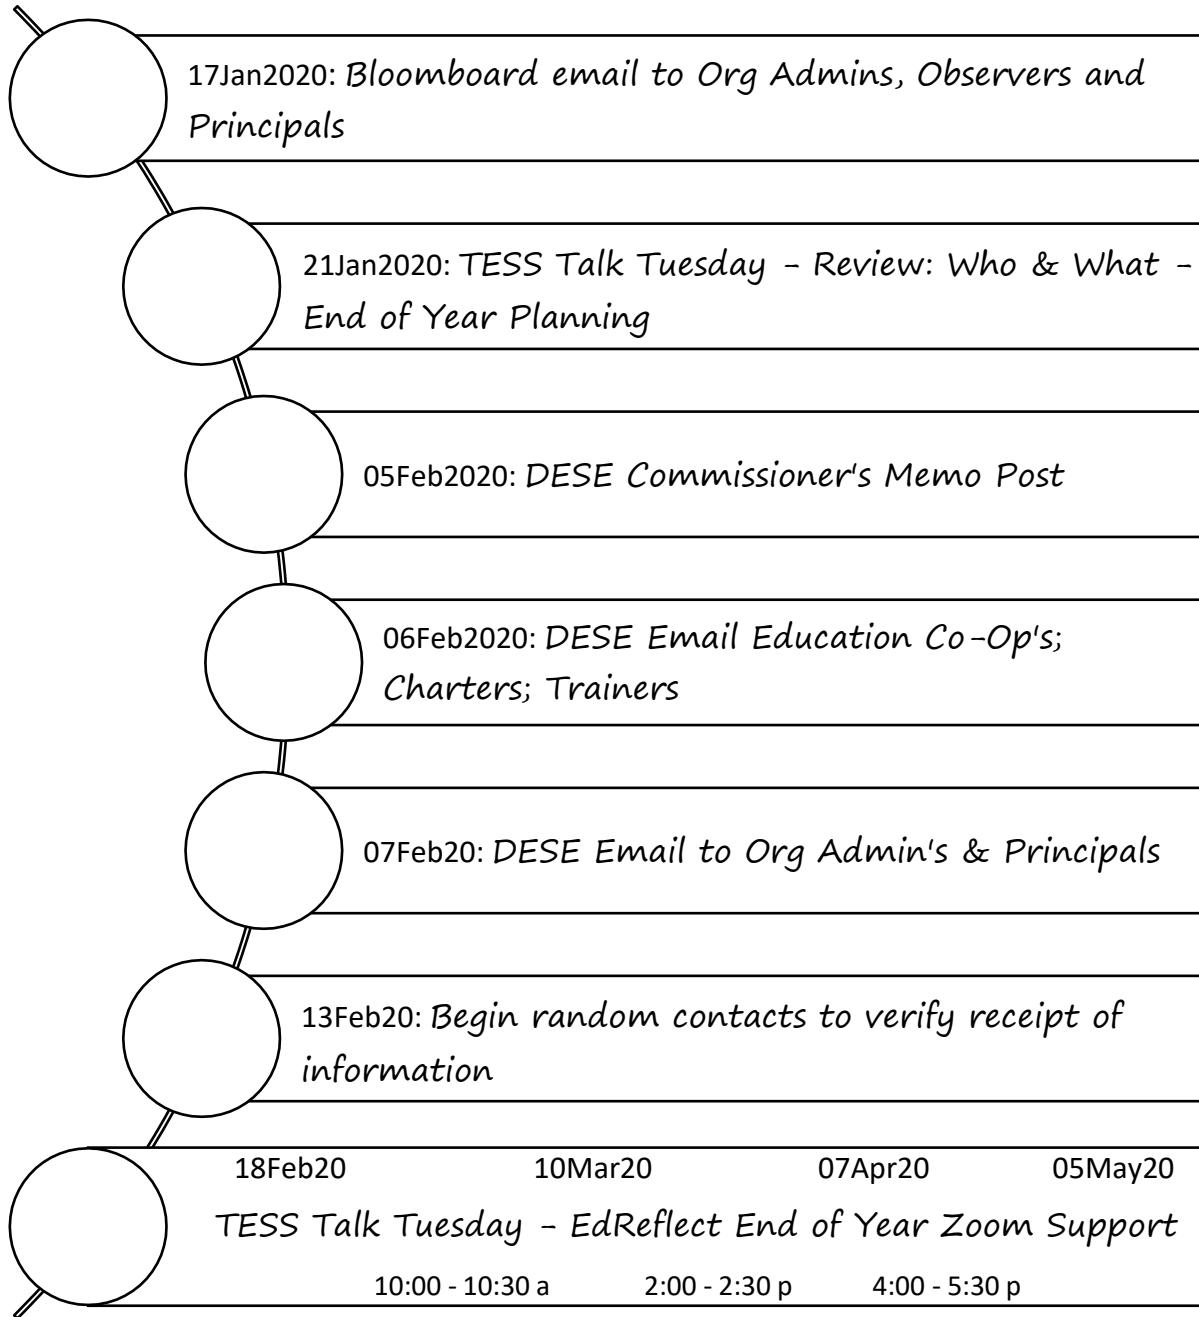 17Jan2020: Bloomboard email to Org Admins, Observers and
Principals
21Jan2020: TESS Talk Tuesday - Review: Who & What -
End of Year Planning
05Feb2020: DESE Commissioner's Memo Post
06Feb2020: DESE Email Education Co-Op's;
Charters; Trainers
07Feb20: DESE Email to Org Admin's & Principals
13Feb20: Begin random contacts to verify receipt of
information
18Feb20 10Mar20 07Apr20 05May20
TESS Talk Tuesday - EdReflect End of Year Zoom Support
10:00 - 10:30 a 2:00 - 2:30 p 4:00 - 5:30 p